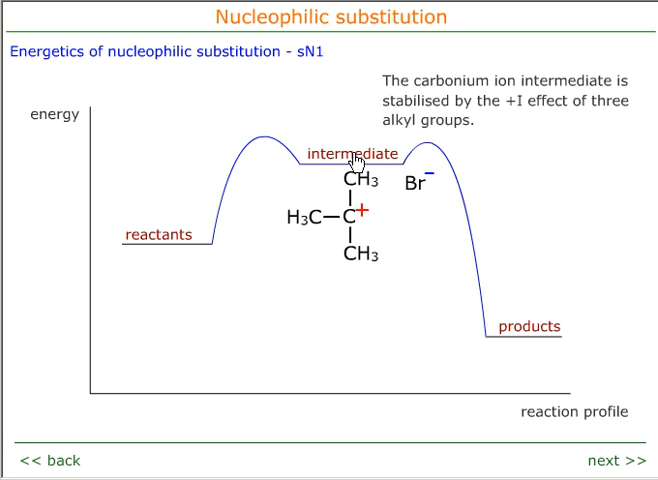 Nucleophilic substitution
Energetics of nucleophilic substitution - sN1
The carbonium ion intermediate is
stabilised by the +I effect of three
alkyl groups.
energy
intermediate
CH3
Br−
H3C−C+
CH3
reactants
products
reaction profile
<< back
next >>